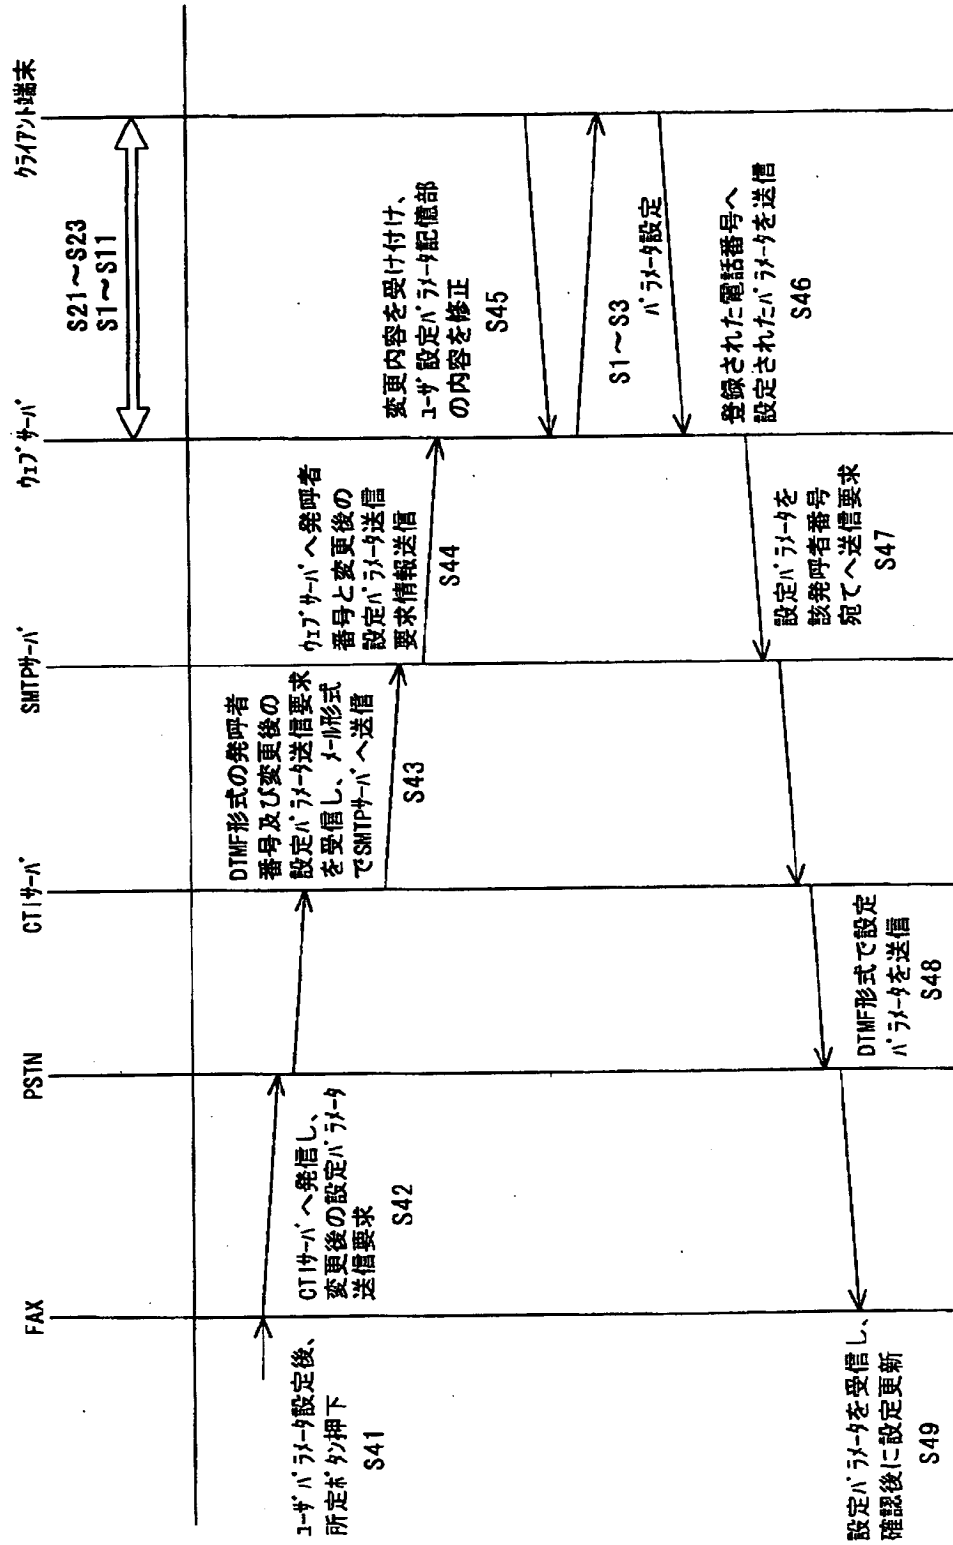 FAX
PSTN
CTIサーバ
SMTPサーバ
ウェブサーバ
クライアント端末
S21～S23
S1～S11
ユーザパラメータ設定後、
所定ボタン押下
S41
CTIサーバへ発信し、
変更後の設定パラメータ
送信要求
S42
DTMF形式の発呼者
番号及び変更後の
設定パラメータ送信要求
を受信し、メール形式
でSMTPサーバへ送信
S43
ウェブサーバへ発呼者
番号と変更後の
設定パラメータ送信
要求情報送信
S44
変更内容を受け付け、
ユーザ設定パラメータ記憶部
の内容を修正
S45
S1～S3
パラメータ設定
登録された電話番号へ
設定されたパラメータを送信
S46
設定パラメータを
該発呼者番号
宛てへ送信要求
S47
DTMF形式で設定
パラメータを送信
S48
設定パラメータを受信し、
確認後に設定更新
S49